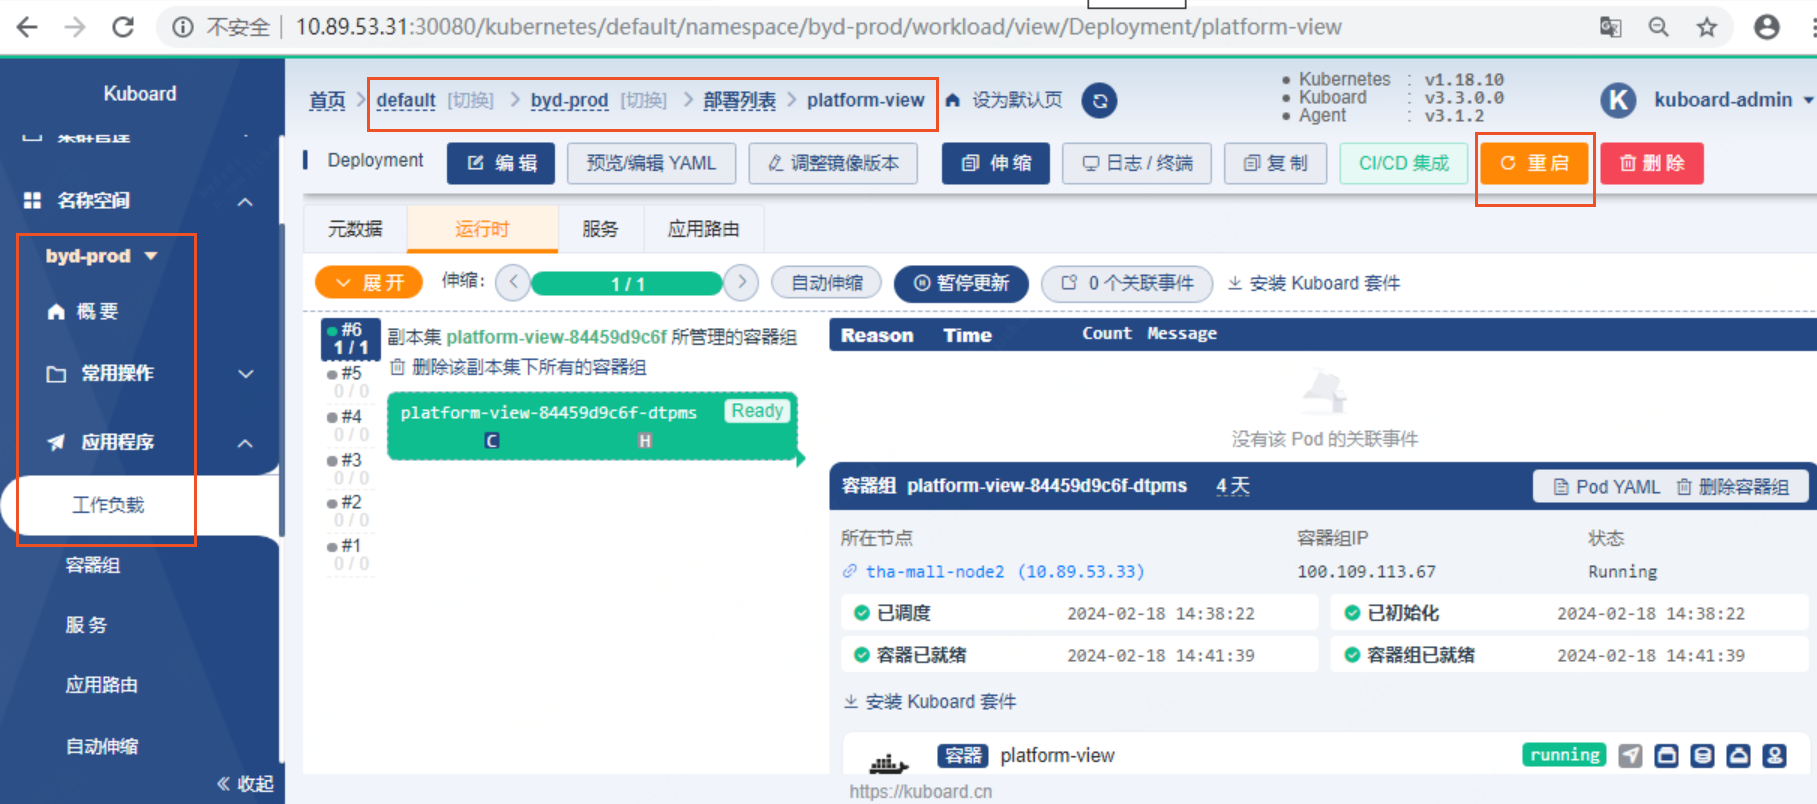 不安全 10.89.53.31:30080/kubernetes/default/namespace/byd-prod/workload/view/Deployment/platform-view
Kuboard
首页 > default [切换] > byd-prod [切换] > 部署列表 > platform-view 设为默认页
Kubernetes : v1.18.10
Kuboard : v3.3.0.0
Agent : v3.1.2
K kuboard-admin
集群管理
名称空间
byd-prod
概要
常用操作
应用程序
工作负载
容器组
服务
应用路由
自动伸缩
收起
Deployment 编辑 预览/编辑 YAML 调整镜像版本 伸缩 日志 / 终端 复制 CI/CD 集成 重启 删除
元数据 运行时 服务 应用路由
展开 伸缩: 1 / 1 自动伸缩 暂停更新 0 个关联事件 安装 Kuboard 套件
#6
1 / 1
#5
0 / 0
#4
0 / 0
#3
0 / 0
#2
0 / 0
#1
0 / 0
副本集 platform-view-84459d9c6f 所管理的容器组
删除该副本集下所有的容器组
platform-view-84459d9c6f-dtpms Ready
C H
Reason Time Count Message
没有该 Pod 的关联事件
容器组 platform-view-84459d9c6f-dtpms 4 天 Pod YAML 删除容器组
所在节点 容器组IP 状态
tha-mall-node2 (10.89.53.33) 100.109.113.67 Running
已调度 2024-02-18 14:38:22 已初始化 2024-02-18 14:38:22
容器已就绪 2024-02-18 14:41:39 容器组已就绪 2024-02-18 14:41:39
安装 Kuboard 套件
容器 platform-view running
https://kuboard.cn